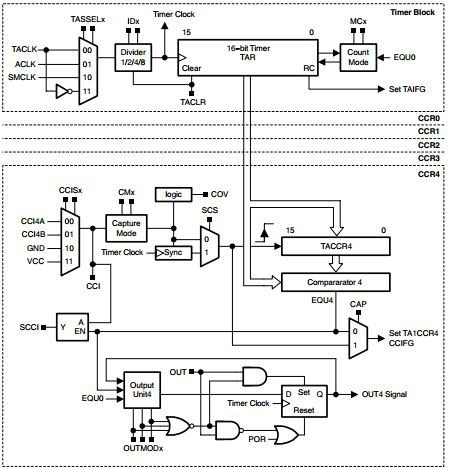 Timer Block
TASSELx
IDx
Timer Clock
15
0
MCx
TACLK
ACLK
SMCLK
00
01
10
11
Divider
1/2/4/8
16−bit Timer
TAR
Clear
RC
Count
Mode
EQU0
TACLR
Set TAIFG
CCR0
CCR1
CCR2
CCR3
CCR4
CCISx
CMx
logic
COV
SCS
CCI4A
CCI4B
GND
VCC
00
01
10
11
Capture
Mode
Timer Clock
Sync
0
1
15
0
TACCR4
CCI
Comparator 4
EQU4
CAP
SCCI
Y
A
EN
0
1
Set TA1CCR4
CCIFG
OUT
EQU0
Output
Unit4
Timer Clock
D
Set
Q
Reset
OUT4 Signal
POR
OUTMODx